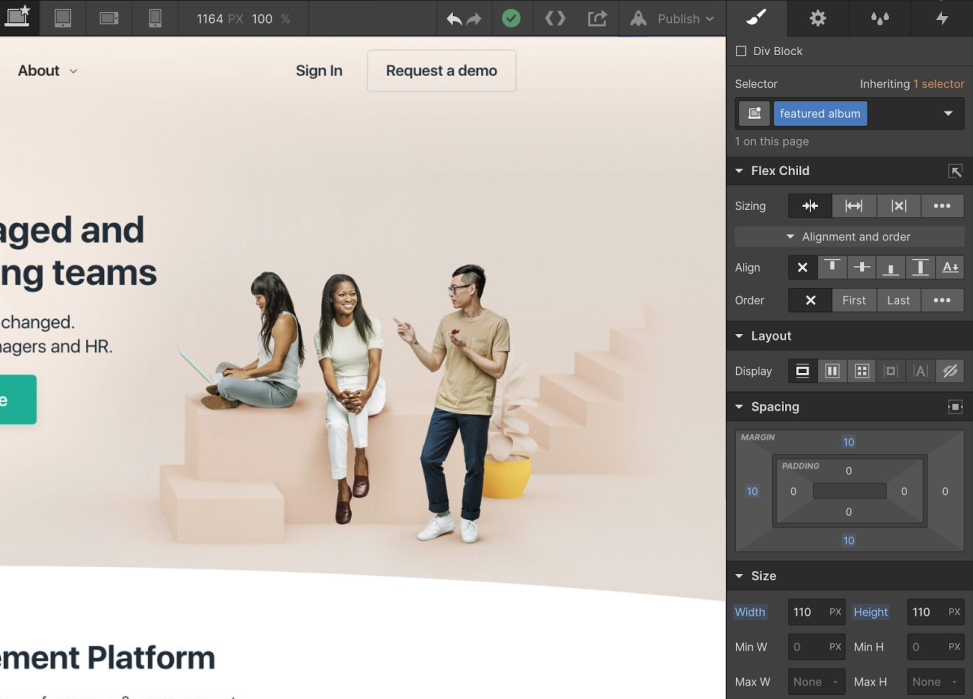 1164 PX 100 %
Publish
About
Sign In
Request a demo
aged and
ng teams
changed.
nagers and HR.
e
ement Platform
Div Block
Selector
Inheriting 1 selector
featured album
1 on this page
Flex Child
Sizing
Alignment and order
Align
Order
First
Last
Layout
Display
Spacing
MARGIN
10
PADDING
0
10
0
0
0
0
10
Size
Width 110 PX Height 110 PX
Min W 0 PX Min H 0 PX
Max W None - Max H None -